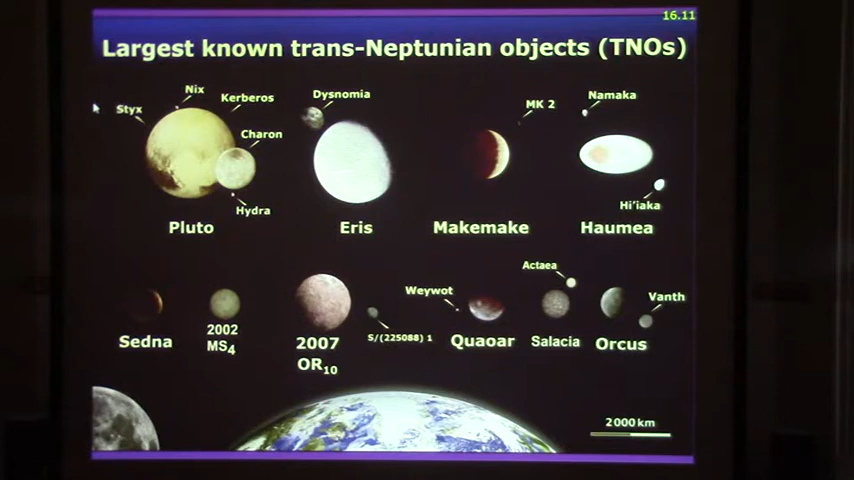 16.11
Largest known trans-Neptunian objects (TNOs)
Nix
Styx
Kerberos
Charon
Hydra
Pluto
Dysnomia
Eris
MK 2
Makemake
Namaka
Hi'iaka
Haumea
Sedna
2002
MS4
2007
OR10
S/(225088) 1
Weywot
Quaoar
Actaea
Salacia
Vanth
Orcus
2000 km